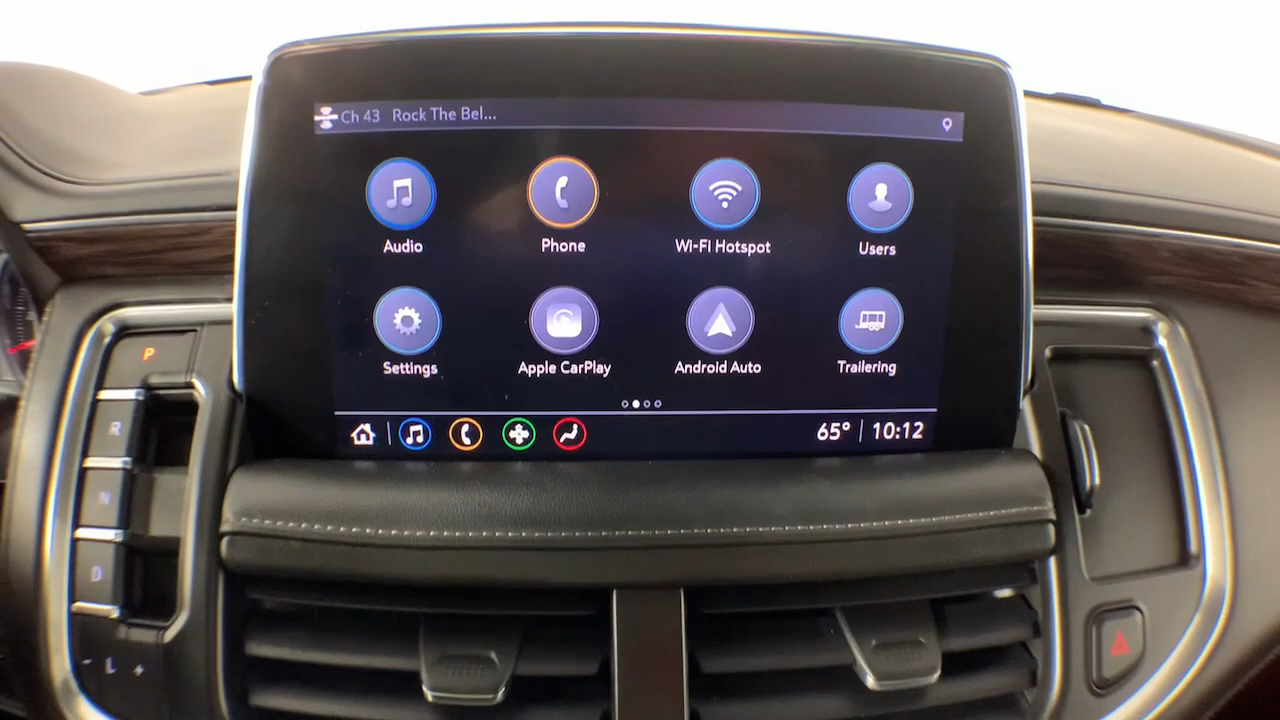 Ch 43 Rock The Bel...
Audio Phone Wi-Fi Hotspot Users
Settings Apple CarPlay Android Auto Trailering
65° 10:12
P
R
N
D
- L +